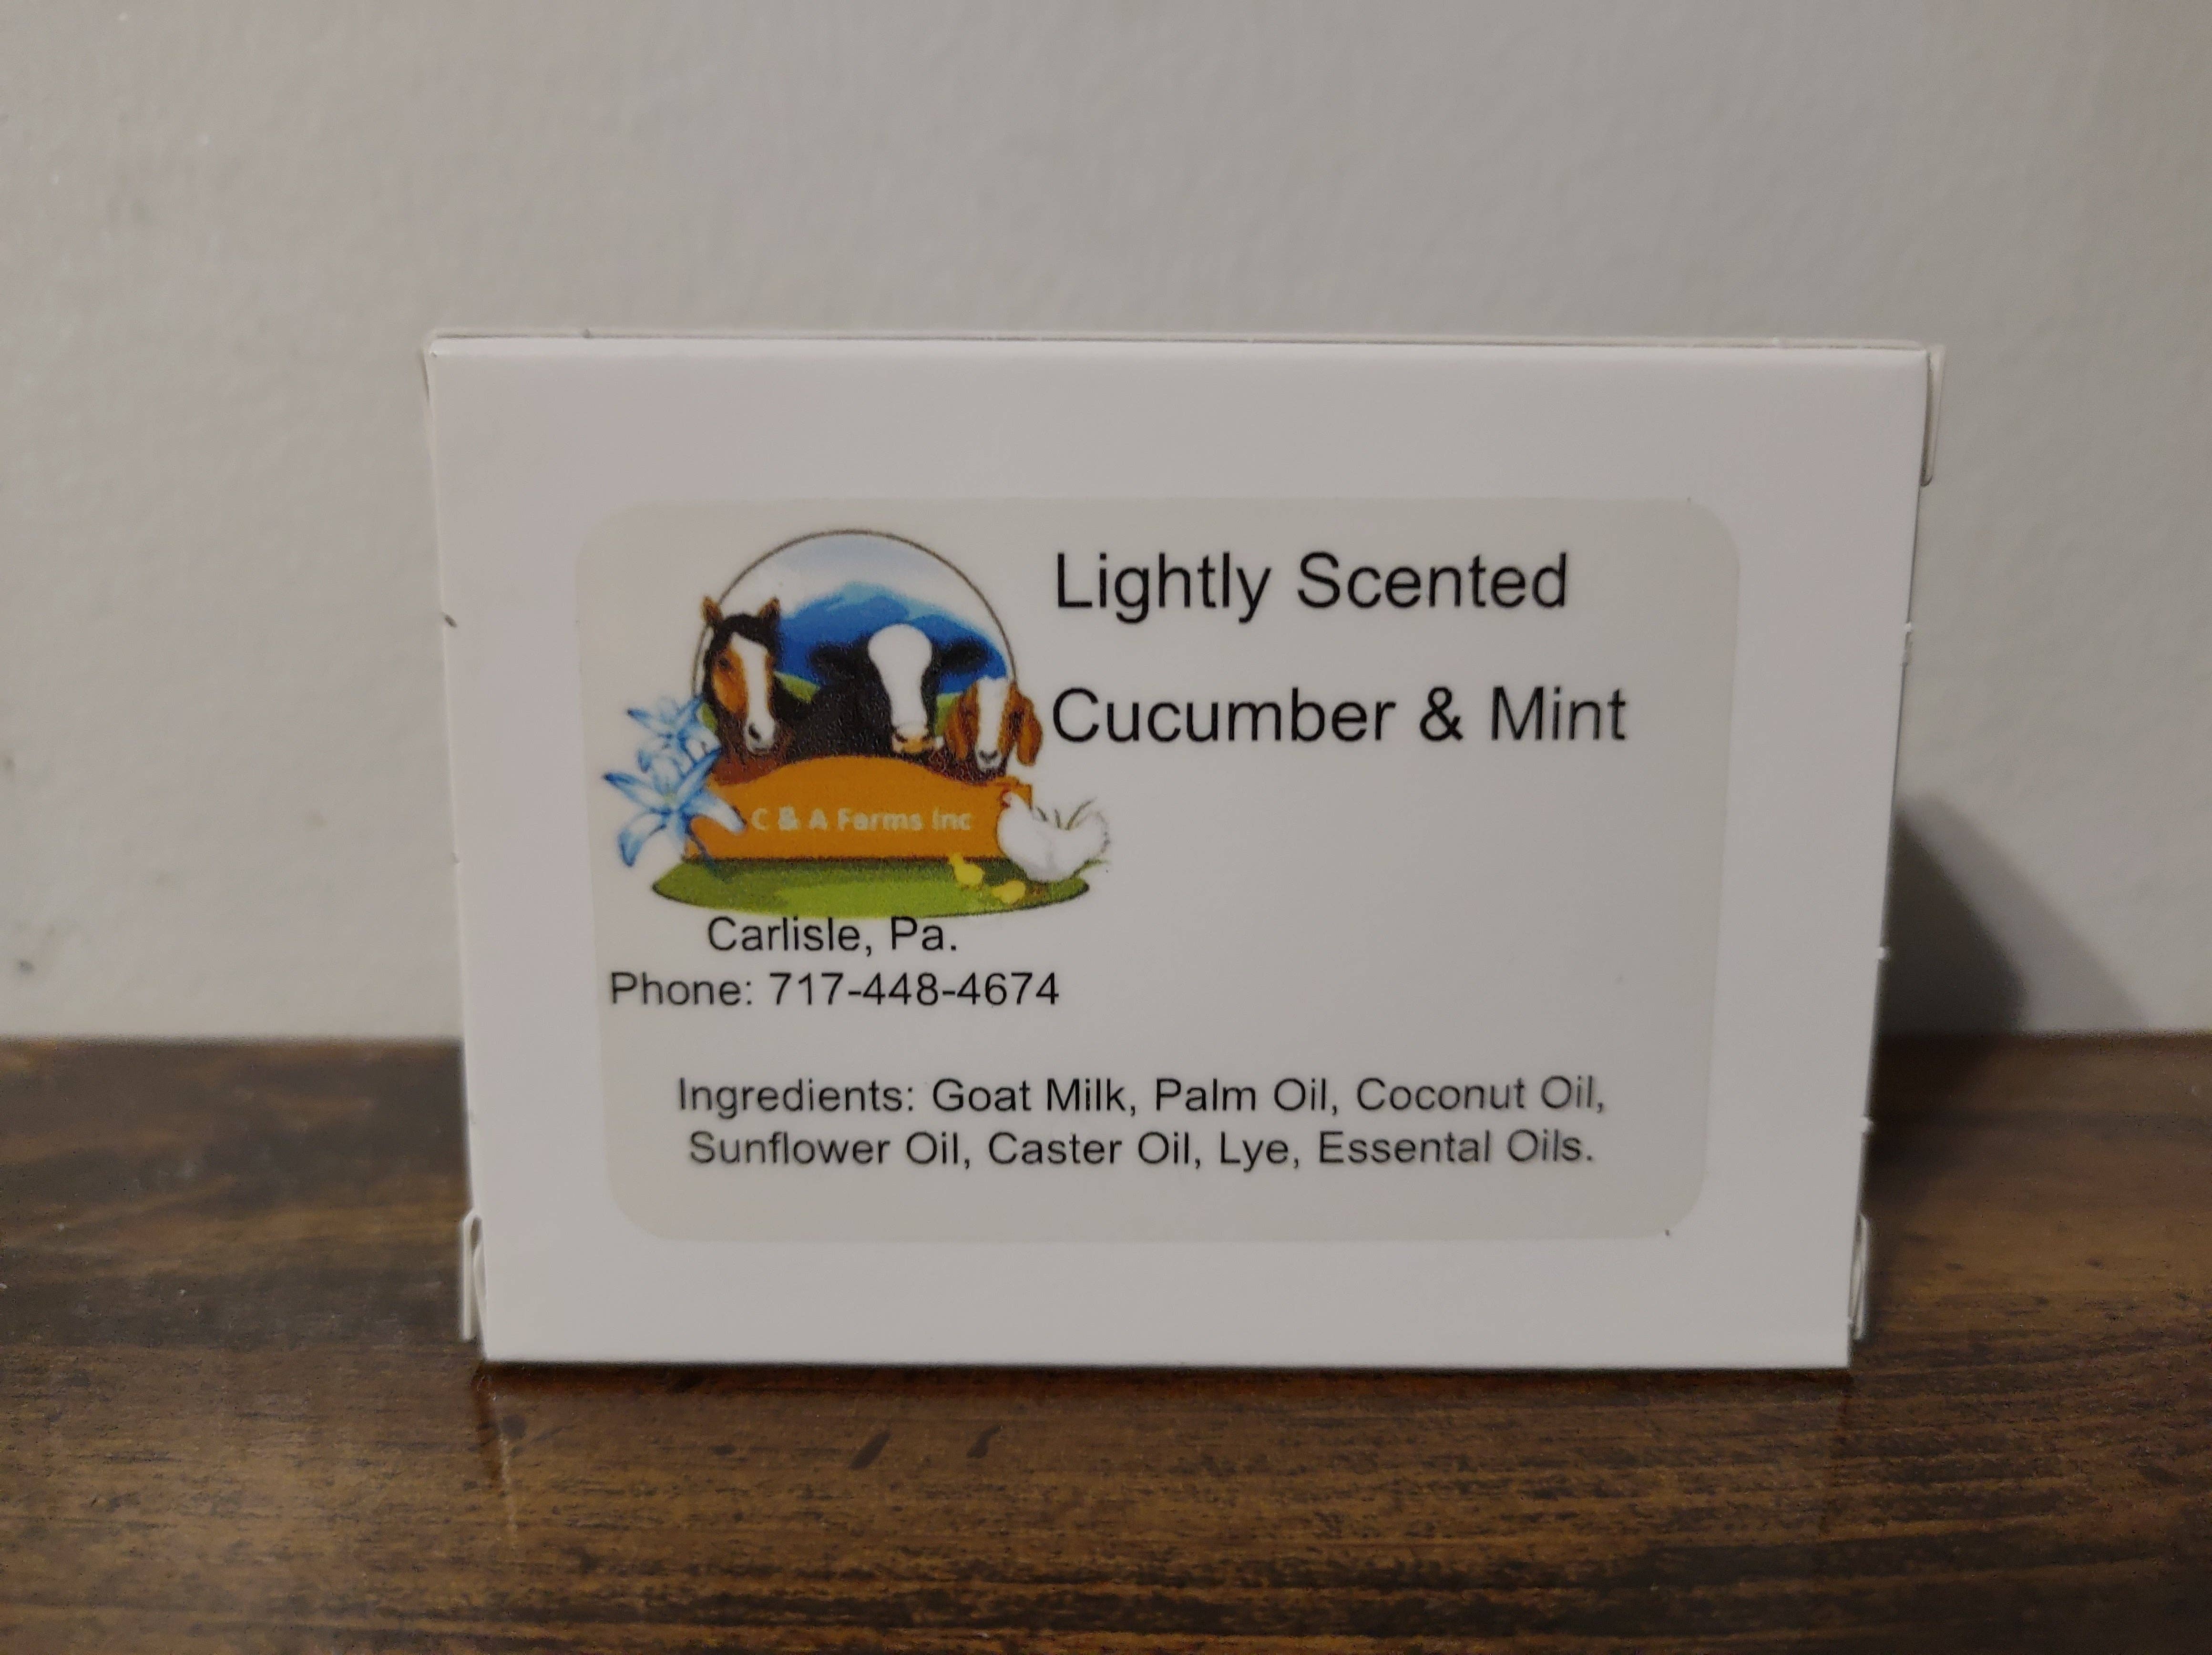 Lightly Scented
Cucumber & Mint
C & A Farms Inc
Carlisle, Pa.
Phone: 717-448-4674
Ingredients: Goat Milk, Palm Oil, Coconut Oil,
Sunflower Oil, Caster Oil, Lye, Essental Oils.